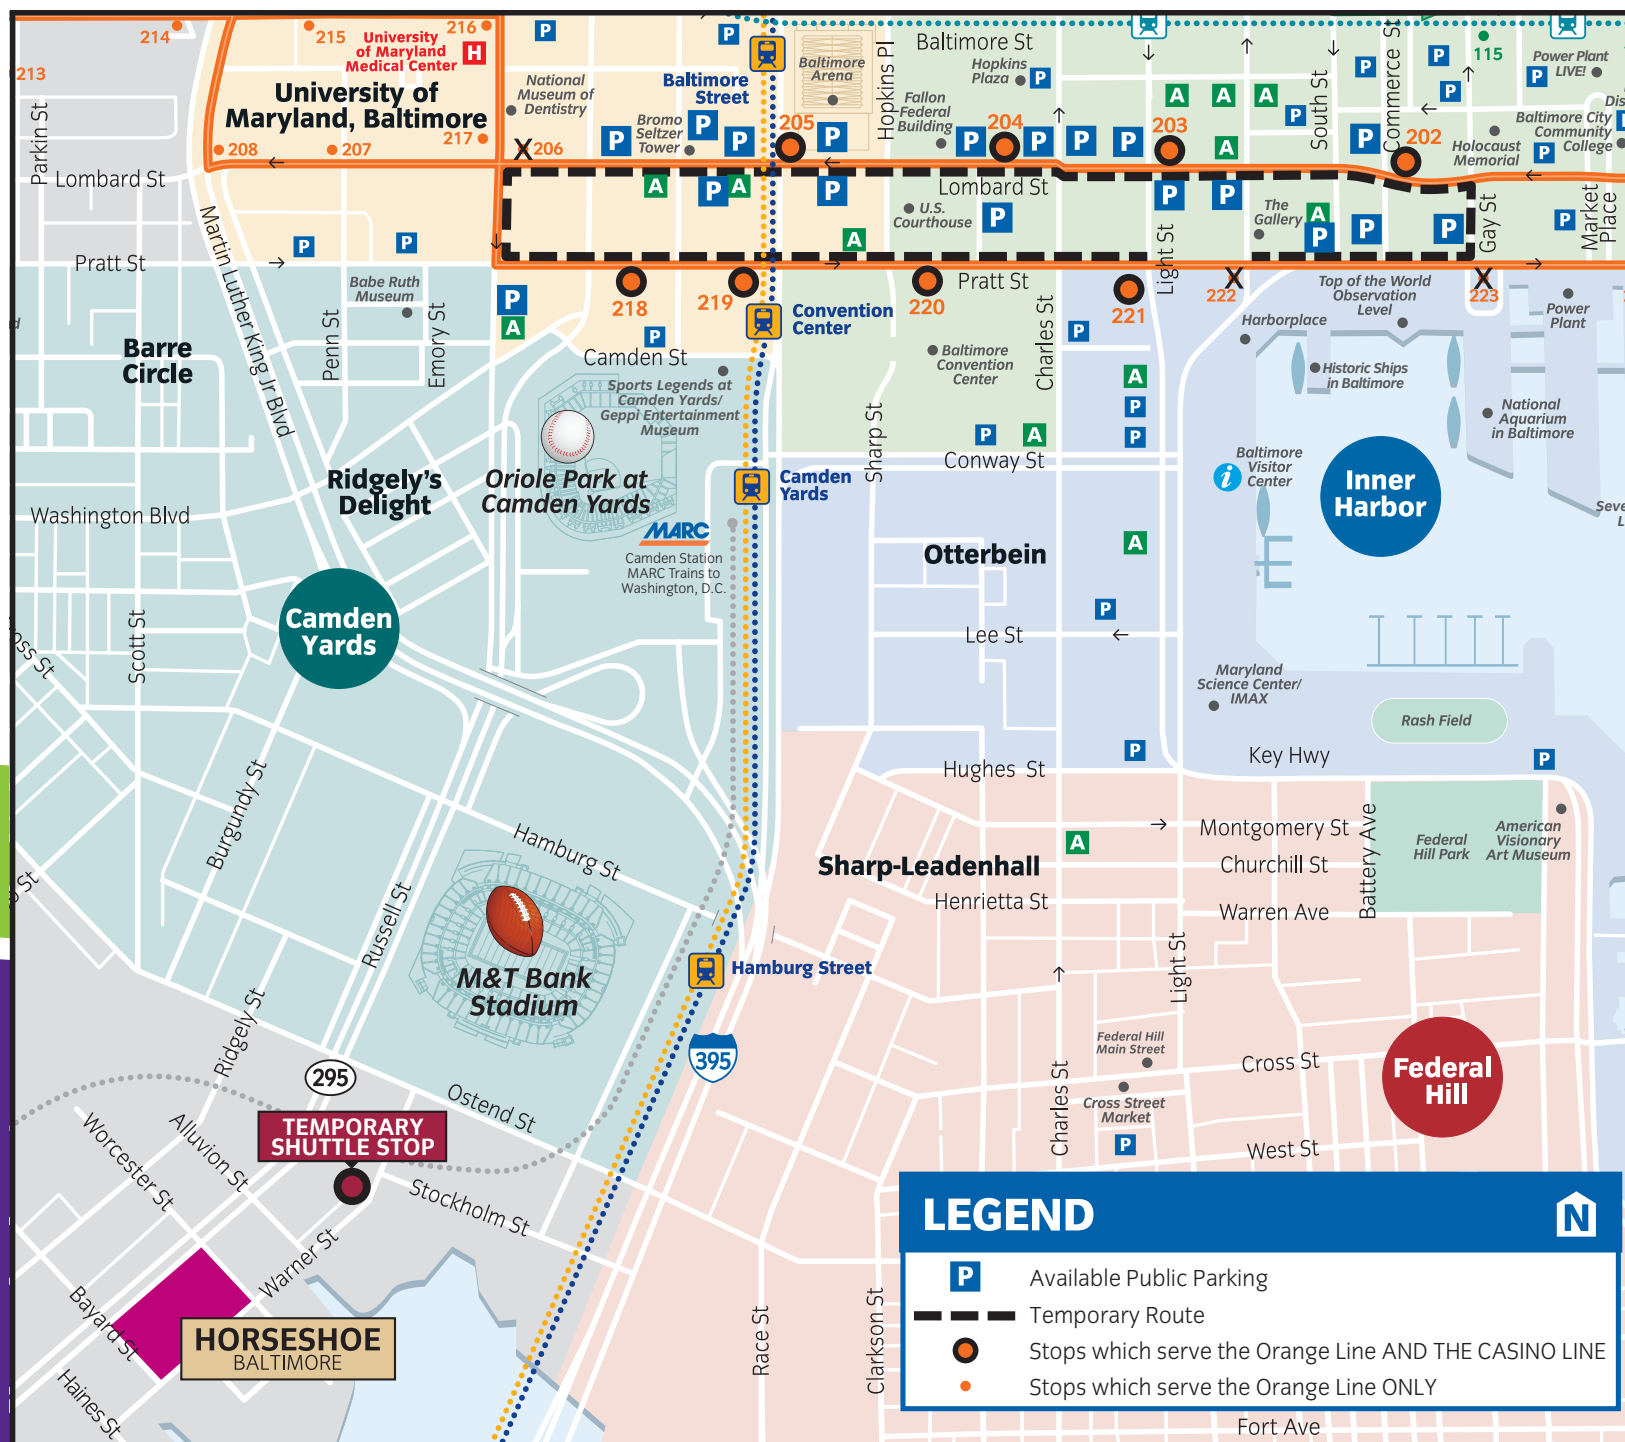 214
215
216
University
of Maryland
Medical Center
H
P
P
Baltimore St
Commerce St
115
Power Plant
LIVE!
213
University of
Maryland, Baltimore
National
Museum of
Dentistry
Baltimore
Street
Baltimore
Arena
Hopkins Pl
Hopkins
Plaza
P
Fallon
Federal
Building
A
A
A
P
South St
P
P
P
P
Baltimore City
Community
College
Parkin St
217
208
207
X
206
P
Bromo
Seltzer
Tower
P
P
205
P
P
204
P
P
P
203
A
P
202
Holocaust
Memorial
P
Lombard St
Lombard St
A
P
A
P
U.S.
Courthouse
P
P
P
The
Gallery
A
P
P
P
Gay St
P
Market
Place
Martin Luther King Jr Blvd
P
P
A
Pratt St
Pratt St
Light St
Babe Ruth
Museum
P
A
218
219
220
221
X
222
X
223
Top of the World
Observation
Level
Power
Plant
Convention
Center
Harborplace
Barre
Circle
Penn St
Emory St
P
Camden St
Charles St
P
Baltimore
Convention
Center
Historic Ships
in Baltimore
Sports Legends at
Camden Yards/
Geppi Entertainment
Museum
A
P
P
National
Aquarium
in Baltimore
Sharp St
P
A
Conway St
Ridgely's
Delight
Oriole Park at
Camden Yards
Camden
Yards
i
Baltimore
Visitor
Center
Inner
Harbor
Washington Blvd
MARC
Camden Station
MARC Trains to
Washington, D.C.
Otterbein
A
Camden
Yards
Scott St
P
Lee St
Maryland
Science Center/
IMAX
Rash Field
P
Key Hwy
P
Hughes St
Burgundy St
Hamburg St
Sharp-Leadenhall
A
Montgomery St
Churchill St
Battery Ave
Federal
Hill Park
American
Visionary
Art Museum
Henrietta St
Warren Ave
Russell St
M&T Bank
Stadium
Hamburg Street
Light St
Ridgely St
295
395
Federal Hill
Main Street
Cross St
Federal
Hill
Charles St
Cross Street
Market
P
West St
Ostend St
TEMPORARY
SHUTTLE STOP
Worcester St
Alluvion St
Stockholm St
Warner St
Bayard St
Haines St
HORSESHOE
BALTIMORE
Race St
Clarkson St
LEGEND
N
P
Available Public Parking
Temporary Route
Stops which serve the Orange Line AND THE CASINO LINE
Stops which serve the Orange Line ONLY
Fort Ave